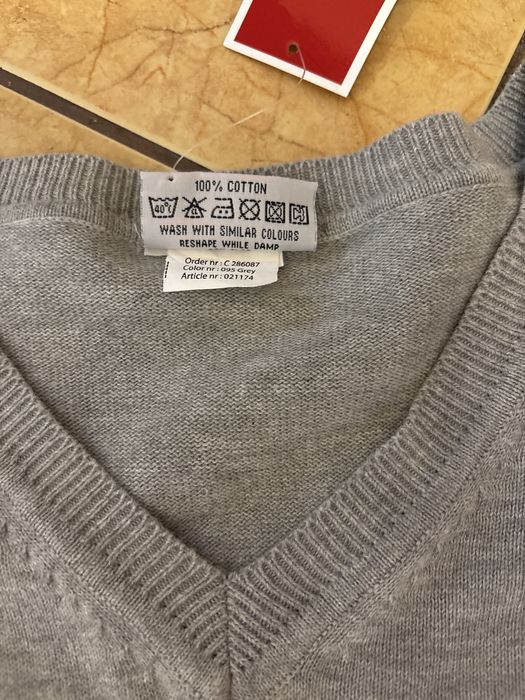 100% COTTON
40°
CL
WASH WITH SIMILAR COLOURS
RESHAPE WHILE DAMP
Order nr : C 286087
Color nr : 095 Grey
Article nr : 021174